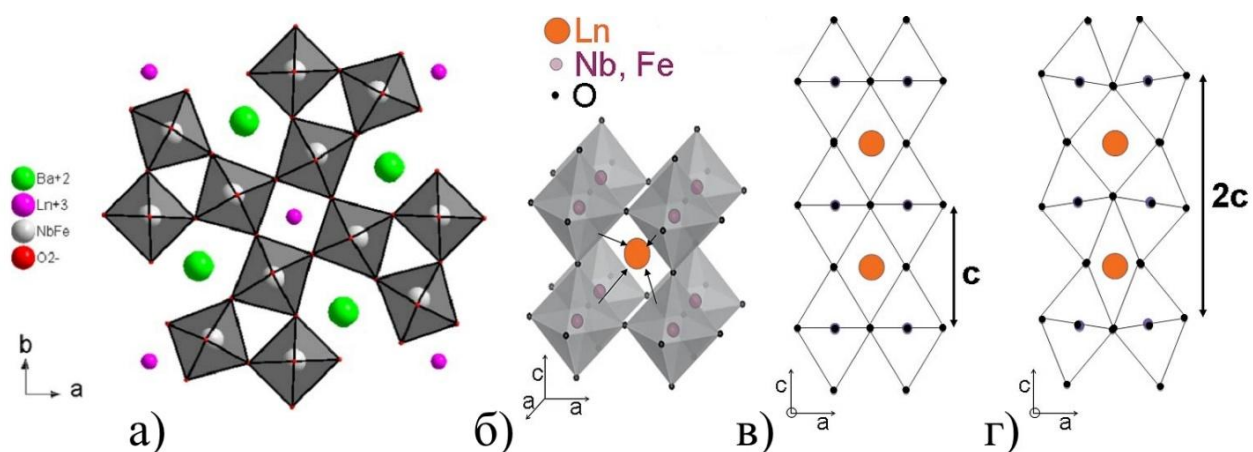 Ba+2
Ln+3
NbFe
O2-
b
a
а)
Ln
Nb, Fe
O
c
a
a
б)
c
c
a
в)
2c
c
a
г)